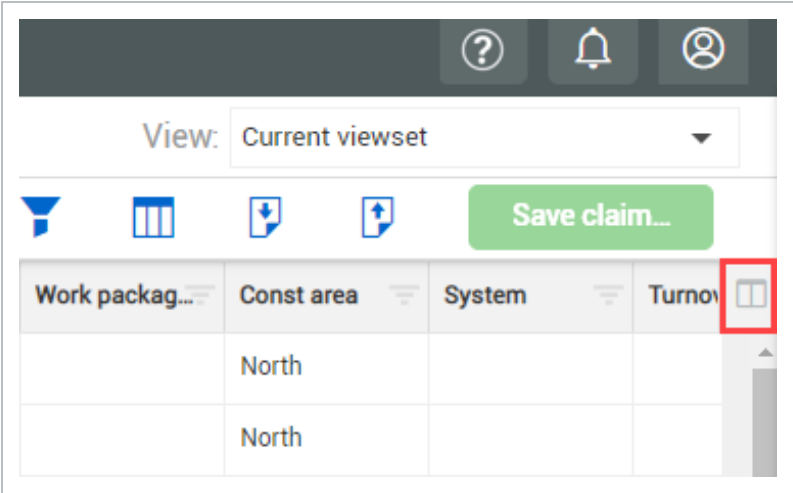 View: Current viewset
Save claim...
Work packag... Const area System Turnov
North
North